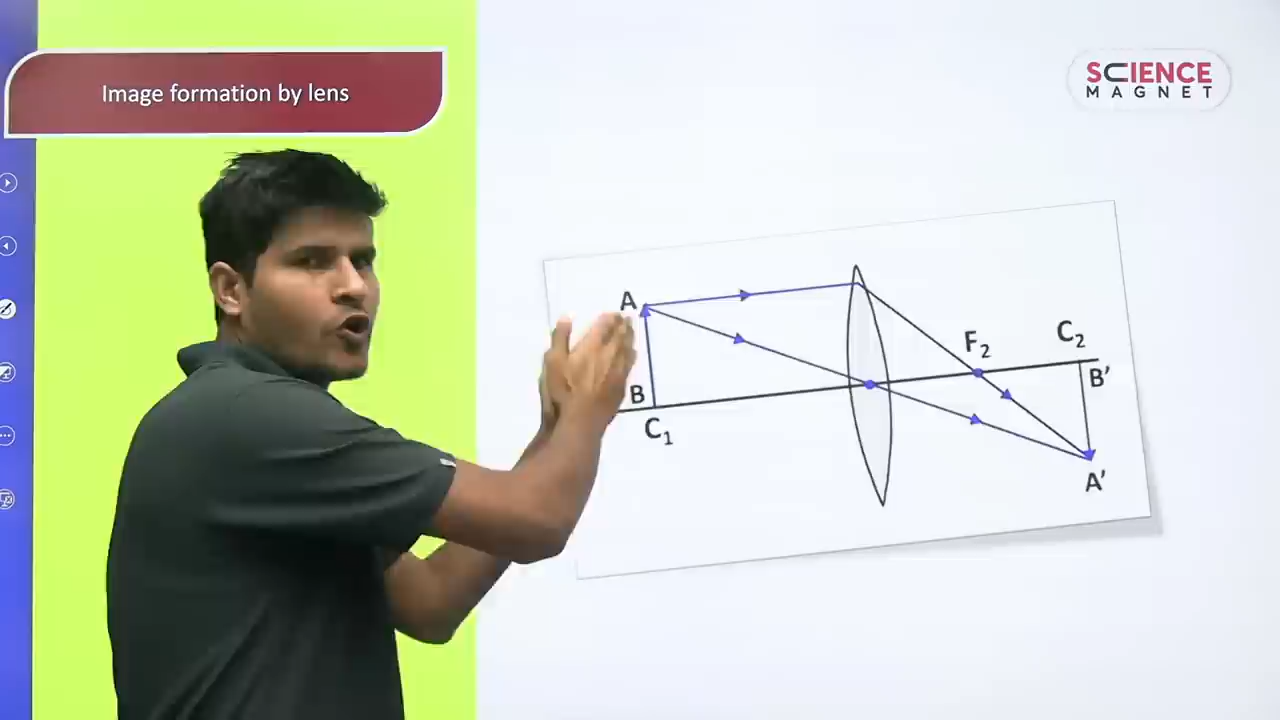 Image formation by lens
SCIENCE
MAGNET
A
F₂
C₂
B
B'
C₁
A'